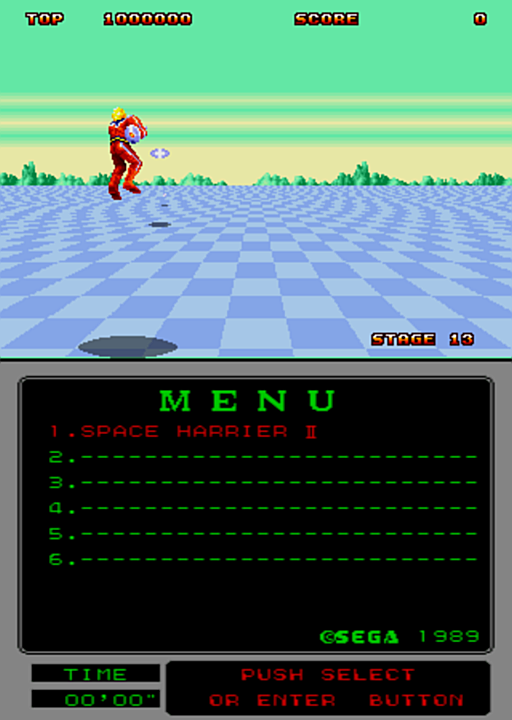 TOP 1000000 SCORE 0
STAGE 13
MENU
1.SPACE HARRIER II
2.-------------------------
3.-------------------------
4.-------------------------
5.-------------------------
6.-------------------------
©SEGA 1989
TIME
00'00"
PUSH SELECT
OR ENTER BUTTON